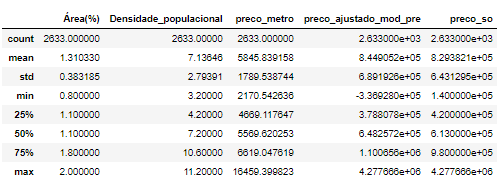 Área(%) Densidade_populacional preco_metro preco_ajustado_mod_pre preco_so
count 2633.000000 2633.00000 2633.000000 2.633000e+03 2.633000e+03
mean 1.310330 7.13646 5845.839158 8.449052e+05 8.293821e+05
std 0.383185 2.79391 1789.538744 6.891926e+05 6.431295e+05
min 0.800000 3.20000 2170.542636 -3.369280e+05 1.400000e+05
25% 1.100000 4.20000 4669.117647 3.788078e+05 4.200000e+05
50% 1.100000 7.20000 5569.620253 6.482572e+05 6.130000e+05
75% 1.800000 10.60000 6619.047619 1.100656e+06 9.800000e+05
max 2.000000 11.20000 16459.399823 4.277666e+06 4.277666e+06